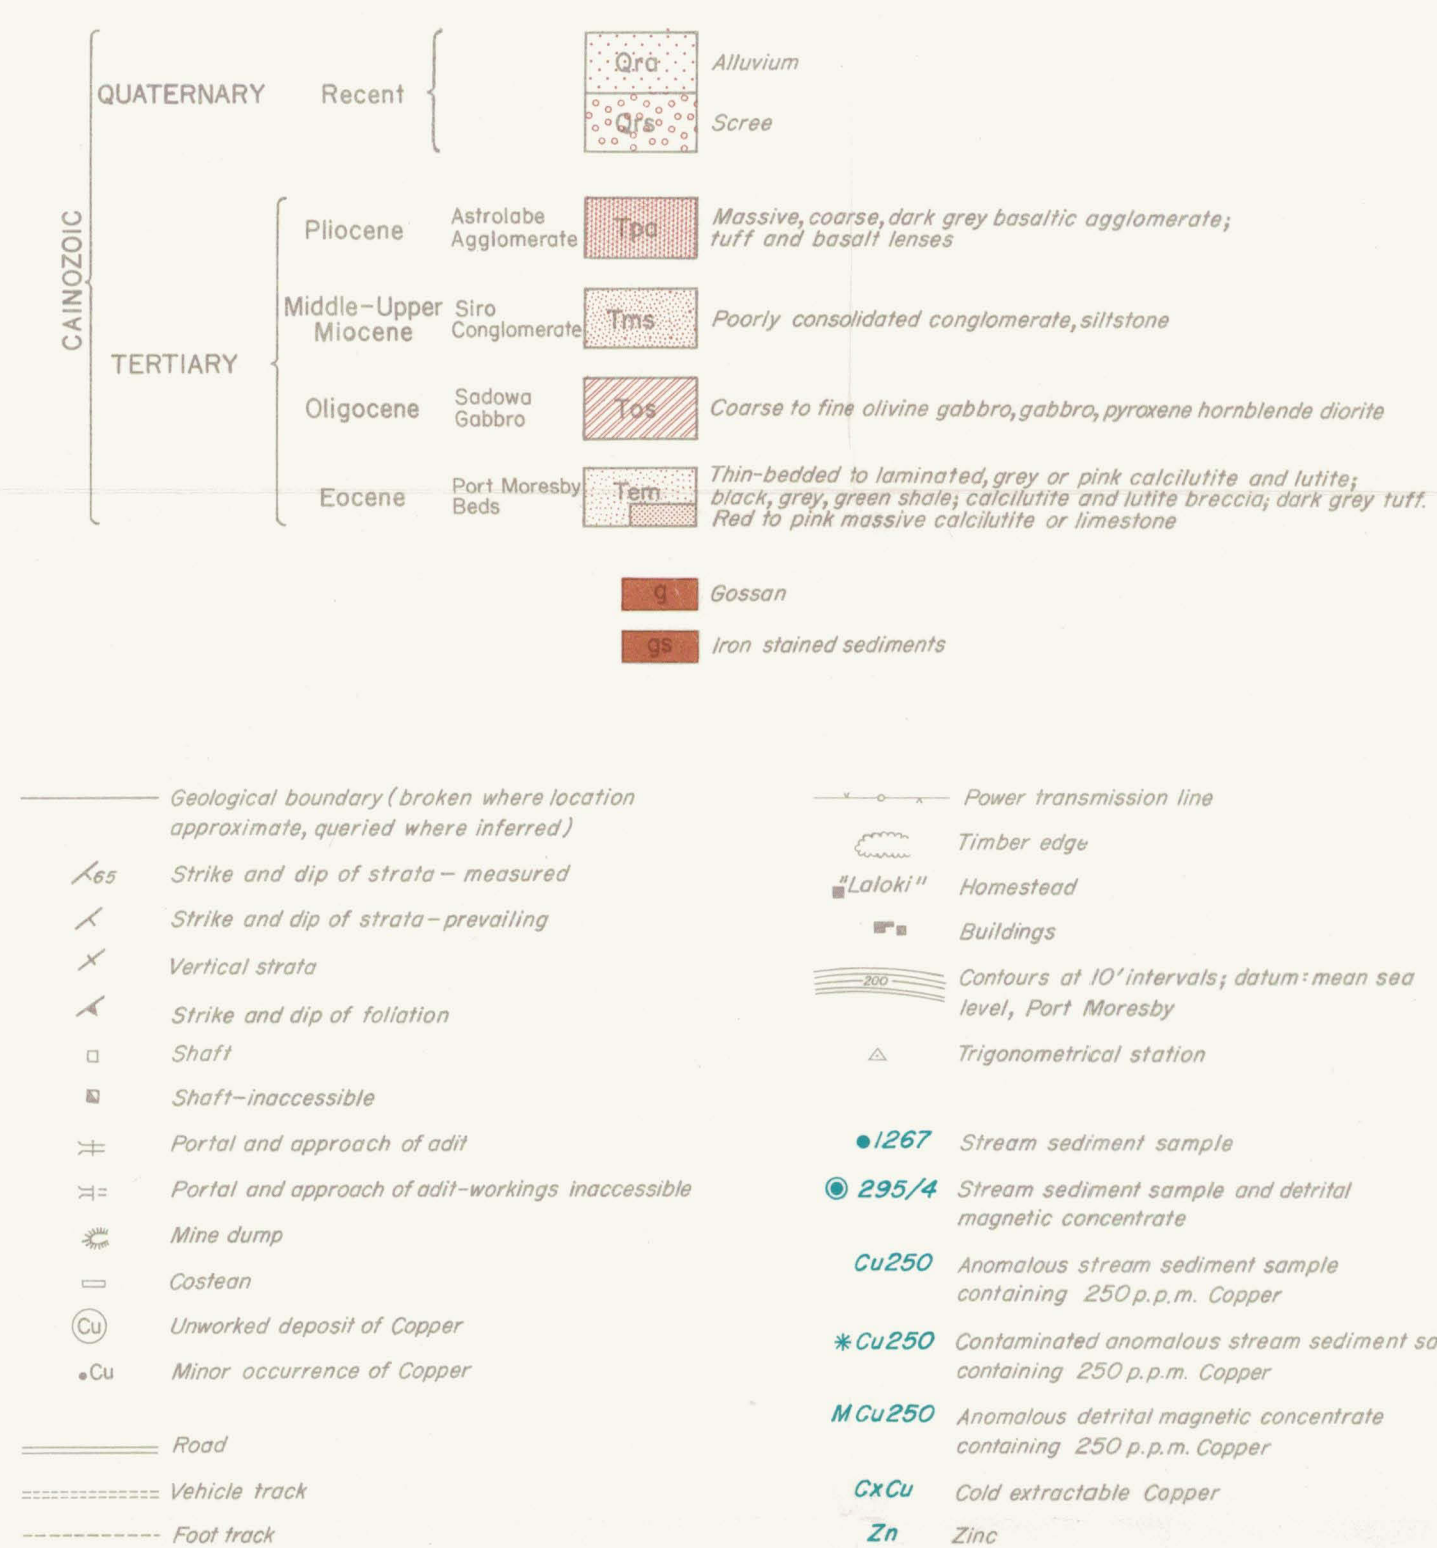 CAINOZOIC
QUATERNARY
Recent
Qra
Alluvium
Qrs
Scree
TERTIARY
Pliocene
Astrolabe
Agglomerate
Tpa
Massive, coarse, dark grey basaltic agglomerate;
tuff and basalt lenses
Middle-Upper
Miocene
Siro
Conglomerate
Tms
Poorly consolidated conglomerate, siltstone
Oligocene
Sadowa
Gabbro
Tos
Coarse to fine olivine gabbro, gabbro, pyroxene hornblende diorite
Eocene
Port Moresby
Beds
Tem
Thin-bedded to laminated, grey or pink calcilutite and lutite;
black, grey, green shale; calcilutite and lutite breccia; dark grey tuff.
Red to pink massive calcilutite or limestone
g
Gossan
gs
Iron stained sediments
Geological boundary (broken where location
approximate, queried where inferred)
65
Strike and dip of strata – measured
Strike and dip of strata – prevailing
Vertical strata
Strike and dip of foliation
Shaft
Shaft-inaccessible
Portal and approach of adit
Portal and approach of adit-workings inaccessible
Mine dump
Costean
Cu
Unworked deposit of Copper
Cu
Minor occurrence of Copper
Road
Vehicle track
Foot track
Power transmission line
Timber edge
"Laloki"
Homestead
Buildings
200
Contours at 10' intervals; datum: mean sea
level, Port Moresby
Trigonometrical station
1267
Stream sediment sample
295/4
Stream sediment sample and detrital
magnetic concentrate
Cu250
Anomalous stream sediment sample
containing 250 p.p.m. Copper
*Cu250
Contaminated anomalous stream sediment sa
containing 250 p.p.m. Copper
M Cu250
Anomalous detrital magnetic concentrate
containing 250 p.p.m. Copper
CxCu
Cold extractable Copper
Zn
Zinc